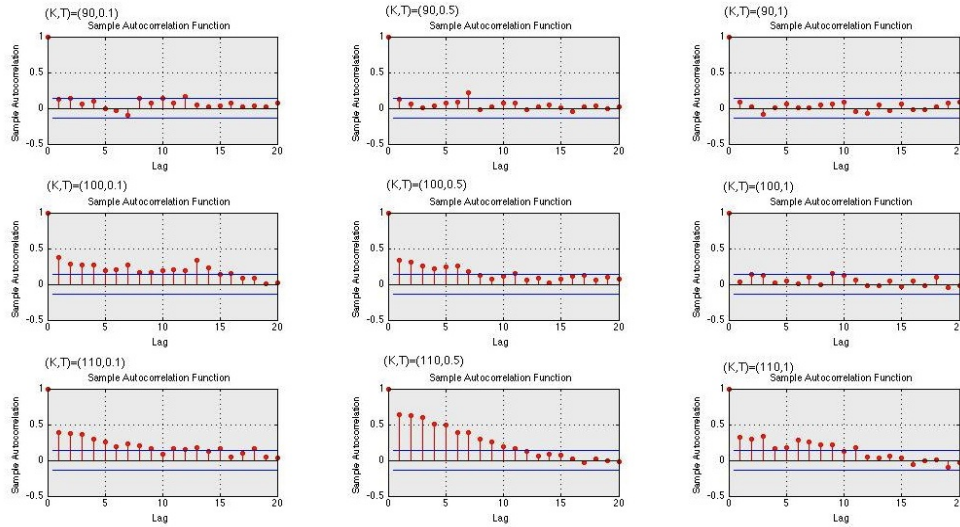 (K,T)=(90,0.1)
Sample Autocorrelation Function
Sample Autocorrelation
1
0.5
0
-0.5
0 5 10 15 20
Lag
(K,T)=(90,0.5)
Sample Autocorrelation Function
Sample Autocorrelation
1
0.5
0
-0.5
0 5 10 15 20
Lag
(K,T)=(90,1)
Sample Autocorrelation Function
Sample Autocorrelation
1
0.5
0
-0.5
0 5 10 15 20
Lag
(K,T)=(100,0.1)
Sample Autocorrelation Function
Sample Autocorrelation
1
0.5
0
-0.5
0 5 10 15 20
Lag
(K,T)=(100,0.5)
Sample Autocorrelation Function
Sample Autocorrelation
1
0.5
0
-0.5
0 5 10 15 20
Lag
(K,T)=(100,1)
Sample Autocorrelation Function
Sample Autocorrelation
1
0.5
0
-0.5
0 5 10 15 20
Lag
(K,T)=(110,0.1)
Sample Autocorrelation Function
Sample Autocorrelation
1
0.5
0
-0.5
0 5 10 15 20
Lag
(K,T)=(110,0.5)
Sample Autocorrelation Function
Sample Autocorrelation
1
0.5
0
-0.5
0 5 10 15 20
Lag
(K,T)=(110,1)
Sample Autocorrelation Function
Sample Autocorrelation
1
0.5
0
-0.5
0 5 10 15 20
Lag